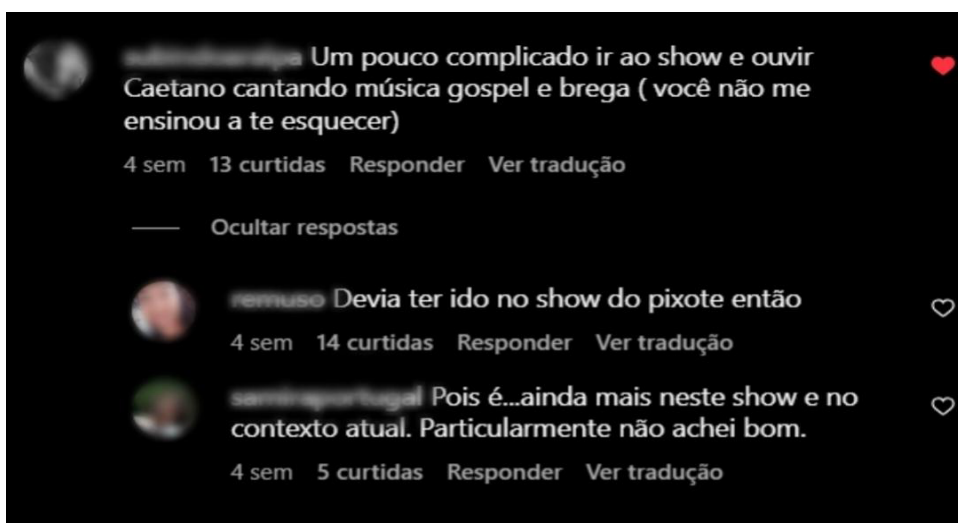 Um pouco complicado ir ao show e ouvir
Caetano cantando música gospel e brega ( você não me
ensinou a te esquecer)
4 sem 13 curtidas Responder Ver tradução
Ocultar respostas
Devia ter ido no show do pixote então
4 sem 14 curtidas Responder Ver tradução
Pois é...ainda mais neste show e no
contexto atual. Particularmente não achei bom.
4 sem 5 curtidas Responder Ver tradução